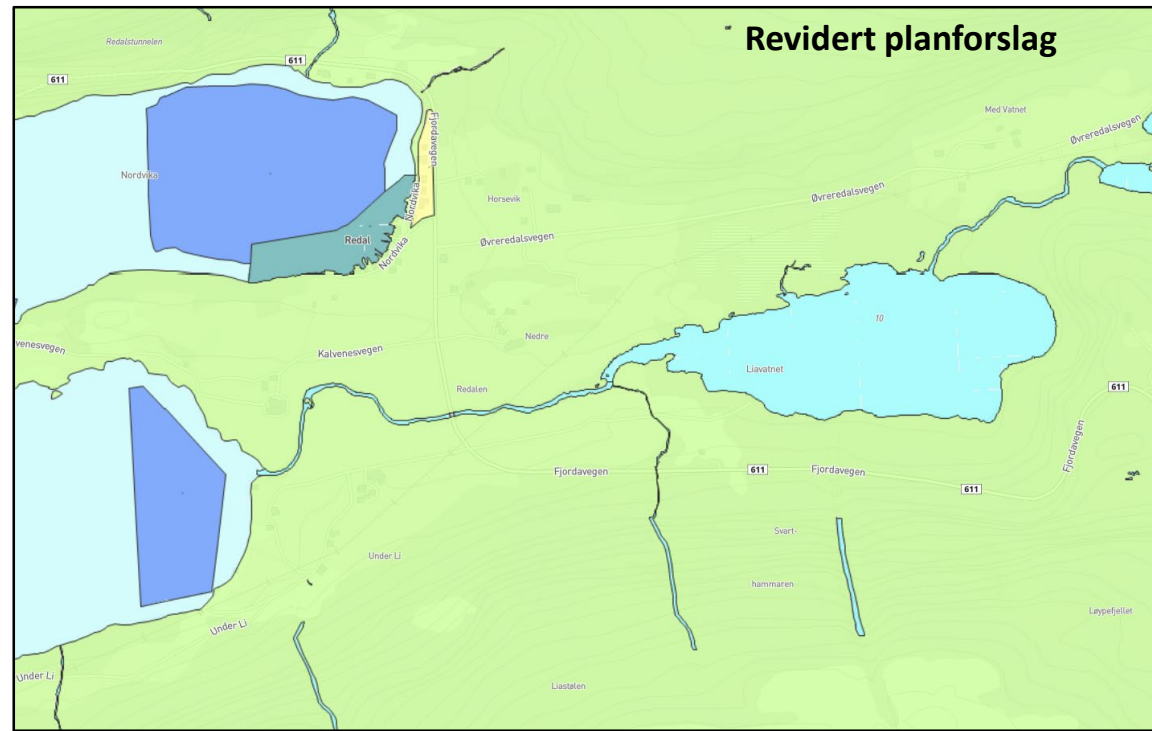 Revidert planforslag
Redalstunnelen
611
611
Fjordavegen
Med Vatnet
Øvreredalsvegen
Nordvika
Horsevik
Øvreredalsvegen
Nordvika
Redal
Nordvika
Øvreredalsvegen
10
Nedre
venesvegen
Kalvenesvegen
Liavatnet
Redalen
611
Fjordavegen
Fjordavegen
611
Fjordavegen
611
Svart-
Under Li
hammaren
Løypefjellet
Under Li
Under Li
Liastølen